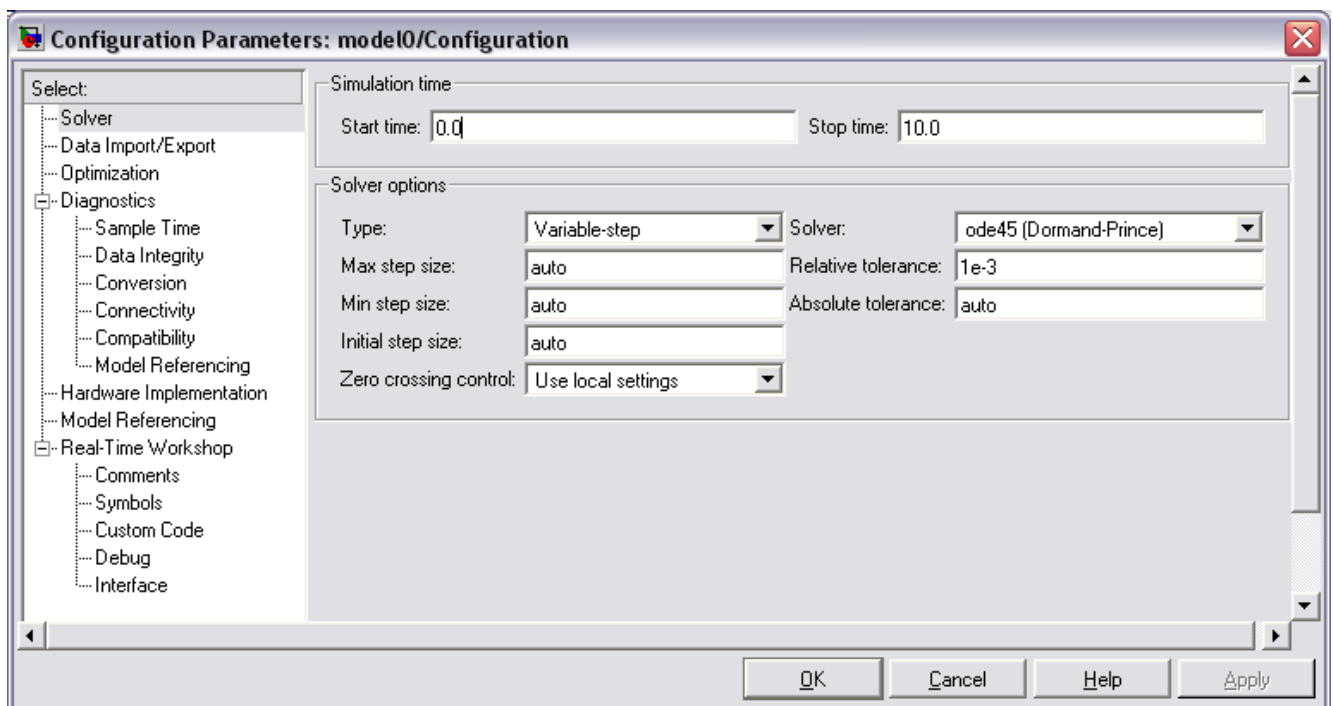 Configuration Parameters: model0/Configuration
Select:
Solver
Data Import/Export
Optimization
Diagnostics
Sample Time
Data Integrity
Conversion
Connectivity
Compatibility
Model Referencing
Hardware Implementation
Model Referencing
Real-Time Workshop
Comments
Symbols
Custom Code
Debug
Interface
Simulation time
Start time: 0.0 Stop time: 10.0
Solver options
Type: Variable-step Solver: ode45 (Dormand-Prince)
Max step size: auto Relative tolerance: 1e-3
Min step size: auto Absolute tolerance: auto
Initial step size: auto
Zero crossing control: Use local settings
OK Cancel Help Apply